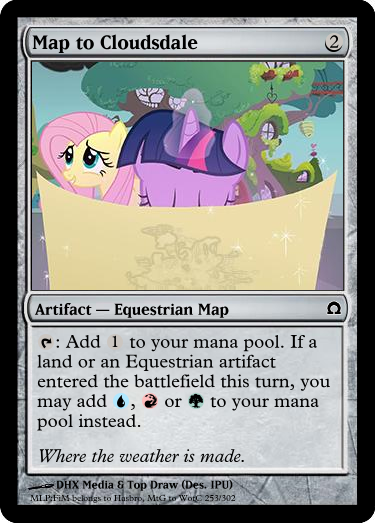 Map to Cloudsdale 2
Artifact — Equestrian Map Ω
: Add 1 to your mana pool. If a
land or an Equestrian artifact
entered the battlefield this turn, you
may add , or to your mana
pool instead.
Where the weather is made.
DHX Media & Top Draw (Des. IPU)
MLP:FiM belongs to Hasbro, MtG to WotC 253/302